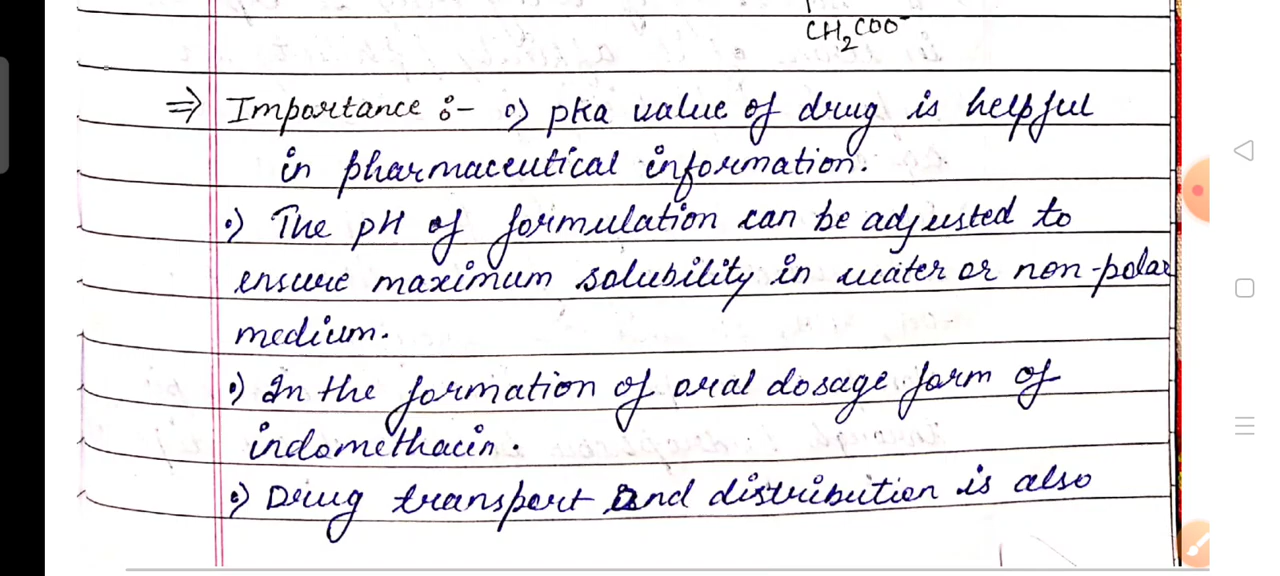 CH₂COO⁻
⇒ Importance :- •) pKa value of drug is helpful
in pharmaceutical information.
•) The pH of formulation can be adjusted to
ensure maximum solubility in water or non-polar
medium.
•) In the formation of oral dosage form of
indomethacin.
•) Drug transport and distribution is also